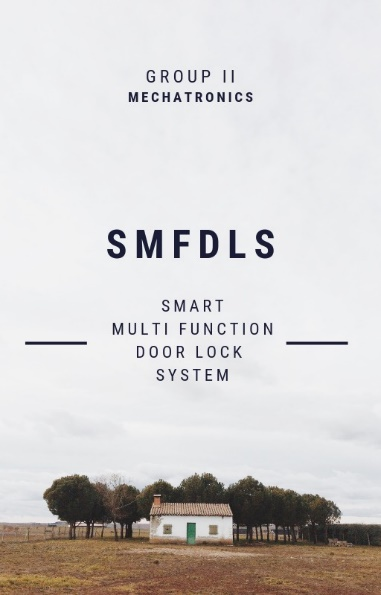 GROUP II
MECHATRONICS
SMFDLS
SMART
MULTI FUNCTION
DOOR LOCK
SYSTEM